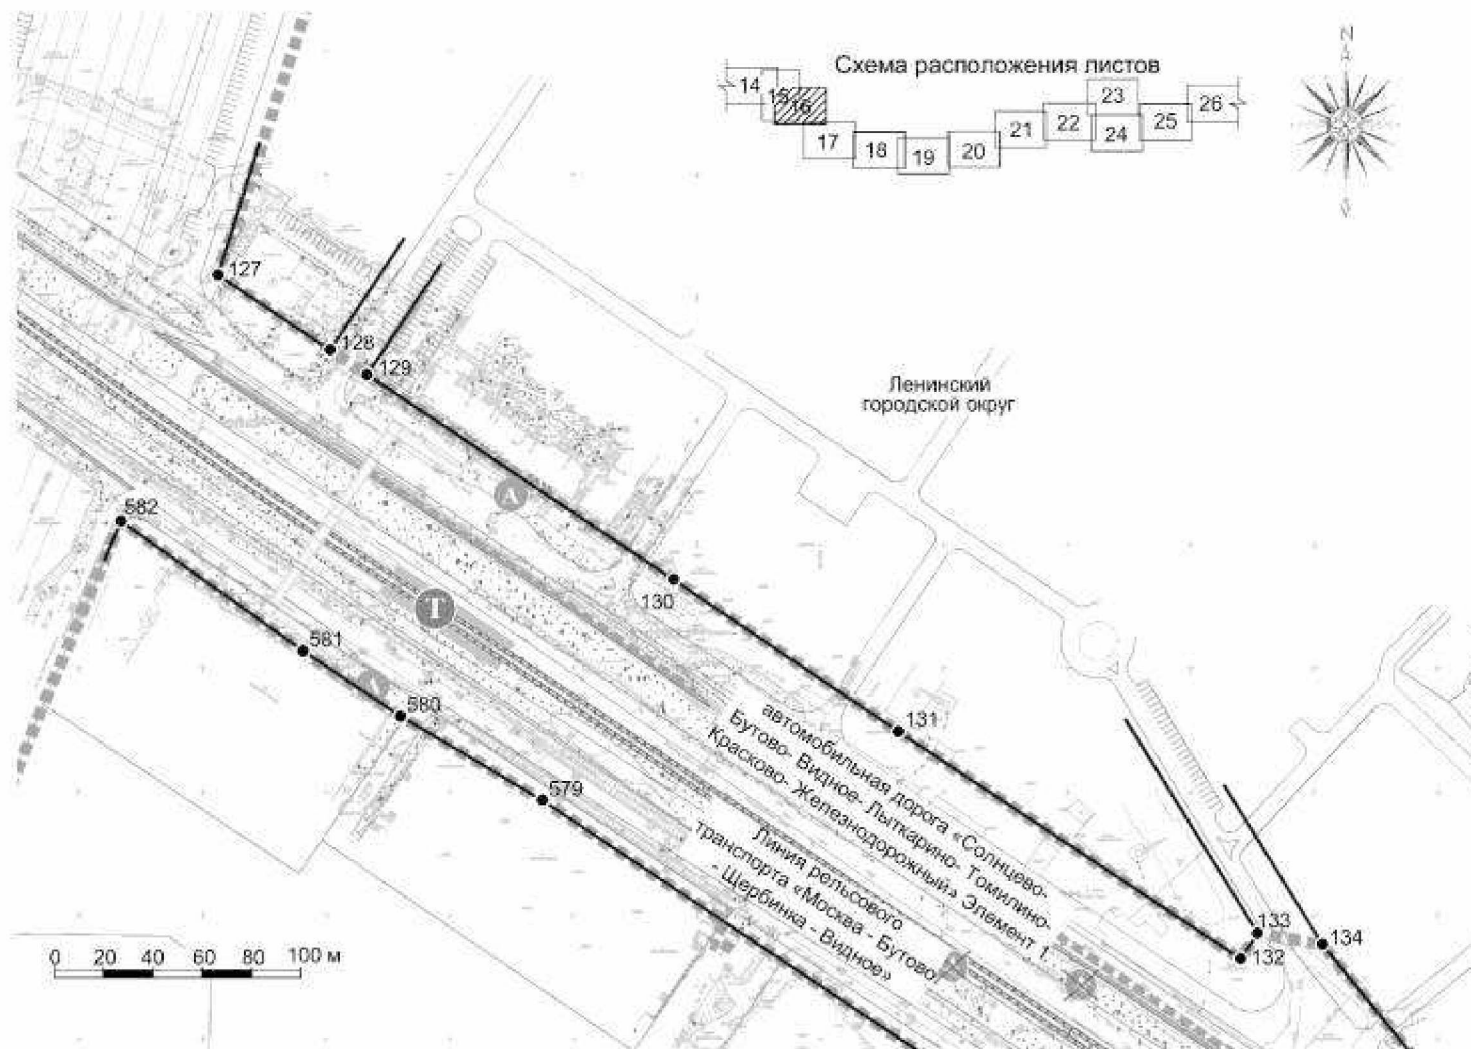 Схема расположения листов
N
14
15
16
17
18
19
20
21
22
23
24
25
26
127
128
129
Ленинский
городской округ
А
582
130
Т
581
580
131
579
автомобильная дорога «Солнцево-
Бутово- Видное- Лыткарино- Томилино-
Красково- Железнодорожный» Элемент 1
Линия рельсового
транспорта «Москва - Бутово
- Щербинка - Видное»
133
134
132
0 20 40 60 80 100 м